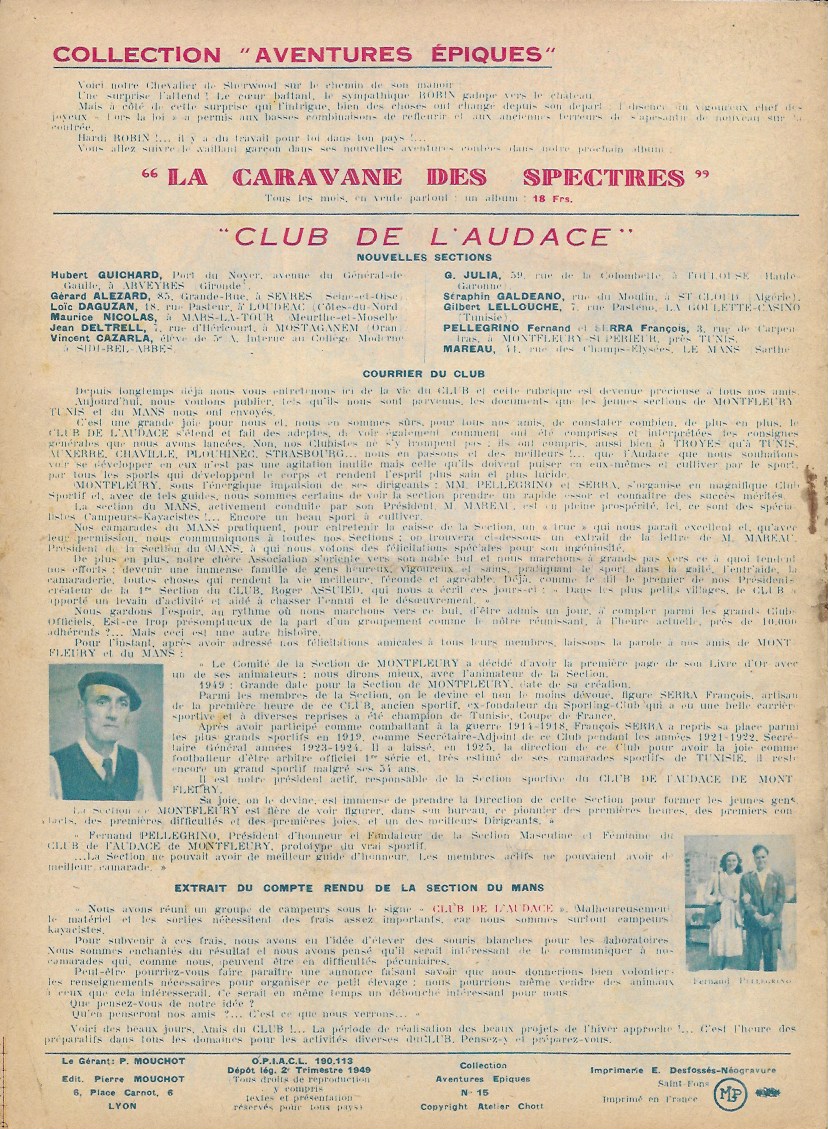 COLLECTION "AVENTURES ÉPIQUES"
Voici notre Chevalier de Sherwood sur le chemin de son manoir.
Une surprise l'attend ! Le cœur battant, le sympathique ROBIN galope vers le château.
Mais à côté de cette surprise qui l'intrigue, bien des choses ont changé depuis son départ. L'absence du vigoureux chef des
joyeux « Hors la loi » a permis aux basses combinaisons de refleurir et aux anciennes terreurs de s'apesantir de nouveau sur la
contrée.
Hardi ROBIN !... il y a du travail pour toi dans ton pays !...
Vous allez suivre le vaillant garçon dans ses nouvelles aventures contées dans notre prochain album :
" LA CARAVANE DES SPECTRES "
Tous les mois, en vente partout : un album : 18 Frs.
"CLUB DE L'AUDACE"
NOUVELLES SECTIONS
Hubert GUICHARD, Port du Noyer, avenue du Général-de-
Gaulle, à ARVEYRES (Gironde).
Gérard ALEZARD, 85, Grande-Rue, à SEVRES (Seine-et-Oise)
Loïc DAGUZAN, 18, rue Pasteur, à LOUDEAC (Côtes-du-Nord)
Maurice NICOLAS, à MARS-LA-TOUR (Meurthe-et-Moselle)
Jean DELTRELL, 7, rue d'Héricourt, à MOSTAGANEM (Oran)
Vincent CAZARLA, élève de 5e A, Interne au Collège Moderne
à SIDI-BEL-ABBES.
G. JULIA, 59, rue de la Colombette, à TOULOUSE (Haute-
Garonne)
Séraphin GALDEANO, rue du Moulin, à ST-CLOUD (Algérie).
Gilbert LELLOUCHE, 7, rue Pasteno, LA GOULETTE-CASINO
(Tunisie).
PELLEGRINO Fernand et SERRA François, 3, rue de Carpen-
tras, à MONTFLEURY-SUPERIEUR, près TUNIS.
MAREAU, 41, rue des Champs-Elysées, LE MANS (Sarthe)
COURRIER DU CLUB
Depuis longtemps déjà nous vous entretenons ici de la vie du CLUB et cette rubrique est devenue précieuse à tous nos amis.
Aujourd'hui, nous voulons publier, tels qu'ils nous sont parvenus, les documents que les jeunes sections de MONTFLEURY-
TUNIS et du MANS nous ont envoyés.
C'est une grande joie pour nous et, nous en sommes sûrs, pour tous nos amis, de constater combien, de plus en plus, le
CLUB DE L'AUDACE s'étend et fait des adeptes, de voir également comment ont été comprises et interprétées les consignes
générales que nous avons lancées. Non, nos Clubistes ne s'y trompent pas ; ils ont compris, aussi bien à TROYES qu'à TUNIS,
AUXERRE, CHAVILLE, PLOUHINEC, STRASBOURG... nous en passons et des meilleurs !... que l'Audace que nous souhaitons
voir se développer en eux n'est pas une agitation inutile mais celle qu'ils doivent puiser en eux-mêmes et cultiver par le sport,
par tous les sports qui développent le corps et rendent l'esprit plus sain et plus lucide.
MONTFLEURY, sous l'énergique impulsion de ses dirigeants : MM. PELLEGRINO et SERRA, s'organise en magnifique Club
Sportif et, avec de tels guides, nous sommes certains de voir la section prendre un rapide essor et connaître des succès mérités.
La section du MANS, activement conduite par son Président M. MAREAU, est en pleine prospérité. Ici, ce sont des spécia-
listes Campeurs-Kayacistes !... Encore un beau sport à cultiver.
Nos camarades du MANS pratiquent, pour entretenir la caisse de la Section, un « truc » qui nous paraît excellent et, qu'avec
leur permission, nous communiquons à toutes nos Sections ; on trouvera ci-dessous un extrait de la lettre de M. MAREAU,
Président de la Section du MANS, à qui nous votons des félicitations spéciales pour son ingéniosité.
De plus en plus, notre chère Association s'oriente vers son noble but et nous marchons à grands pas vers ce à quoi tendent
nos efforts : devenir une immense famille de gens heureux, vigoureux et sains, pratiquant le sport dans la gaîté, l'entr'aide, la
camaraderie, toutes choses qui rendent la vie meilleure, féconde et agréable. Déjà, comme le dit le premier de nos Présidents-
créateur de la 1re Section du CLUB, Roger ASSUIED, qui nous a écrit ces jours-ci : « Dans les plus petits villages, le CLUB a
apporté un levain d'activité et aidé à chasser l'ennui et le désœuvrement. »
Nous gardons l'espoir, au rythme où nous marchons vers ce but, d'être admis un jour, à compter parmi les grands Clubs
Officiels. Est-ce trop présomptueux de la part d'un groupement comme le nôtre réunissant, à l'heure actuelle, près de 10.000
adhérents ?... Mais ceci est une autre histoire.
Pour l'instant, après avoir adressé nos félicitations amicales à tous leurs membres, laissons la parole à nos amis de MONT-
FLEURY et du MANS :
« Le Comité de la Section de MONTFLEURY a décidé d'avoir la première page de son Livre d'Or avec
un de ses animateurs ; nous dirons mieux, avec l'animateur de la Section.
1949 : Grande date pour la Section de MONTFLEURY, date de sa création.
Parmi les membres de la Section, on le devine et non le moins dévoué, figure SERRA François, artisan
de la première heure de ce CLUB, ancien sportif, ex-fondateur du Sporting-Club qui a eu une belle carrière
sportive et à diverses reprises a été champion de Tunisie, Coupe de France.
Après avoir participé comme combattant à la guerre 1914-1918, François SERRA a repris sa place parmi
les plus grands sportifs en 1919, comme Secrétaire-Adjoint de ce Club pendant les années 1921-1922, Secré-
taire Général années 1923-1924. Il a laissé, en 1925, la direction de ce Club pour avoir la joie comme
footballeur d'être arbitre officiel 1re série et, très estimé de ses camarades sportifs de TUNISIE, il reste
encore un grand sportif malgré ses 54 ans.
Il est notre président actif, responsable de la Section sportive du CLUB DE L'AUDACE DE MONT-
FLEURY.
Sa joie, on le devine, est immense de prendre la Direction de cette Section pour former les jeunes gens.
La Section de MONTFLEURY est fière de voir figurer, dans son bureau, ce pionnier des premières heures, des premiers con-
tacts, des premières difficultés et des premières joies, et un des meilleurs Dirigeants. »
« Fernand PELLEGRINO, Président d'honneur et Fondateur de la Section Masculine et Féminine du
CLUB de l'AUDACE de MONTFLEURY, prototype du vrai sportif.
...La Section ne pouvait avoir de meilleur guide d'honneur. Les membres actifs ne pouvaient avoir de
meilleur camarade. »
Fernand PELLEGRINO
EXTRAIT DU COMPTE RENDU DE LA SECTION DU MANS
« Nous avons réuni un groupe de campeurs sous le signe « CLUB DE L'AUDACE ». Malheureusement
le matériel et les sorties nécessitent des frais assez importants, car nous sommes surtout campeurs
kayacistes.
Pour subvenir à ces frais, nous avons eu l'idée d'élever des souris blanches pour les laboratoires.
Nous sommes enchantés du résultat et nous avons pensé qu'il serait intéressant de le communiquer à nos
camarades qui, comme nous, peuvent être en difficultés pécuniaires.
Peut-être pourriez-vous faire paraître une annonce faisant savoir que nous donnerions bien volontiers
les renseignements nécessaires pour organiser ce petit élevage ; nous pourrions même vendre des animaux
à ceux que cela intéresserait. Ce serait en même temps un débouché intéressant pour nous.
Que pensez-vous de notre idée ?
Qu'en penseront nos amis ?... C'est ce que nous verrons... »
Voici des beaux jours, Amis du CLUB !... La période de réalisation des beaux projets de l'hiver approche !... C'est l'heure des
préparatifs dans tous les domaines pour les activités diverses du CLUB. Pensez-y et préparez-vous.
Le Gérant: P. MOUCHOT
Edit. Pierre MOUCHOT
6, Place Carnot, 6
LYON
O.P.I.A.C.L. 190,113
Dépôt lég. 2e Trimestre 1949
Tous droits de reproduction
y compris
textes et présentation
réservés pour tous pays)
Collection
Aventures Epiques
N° 15
Copyright Atelier Chott
Imprimerie E. Desfossés-Néogravure
Saint-Fons
Imprimé en France
MLP